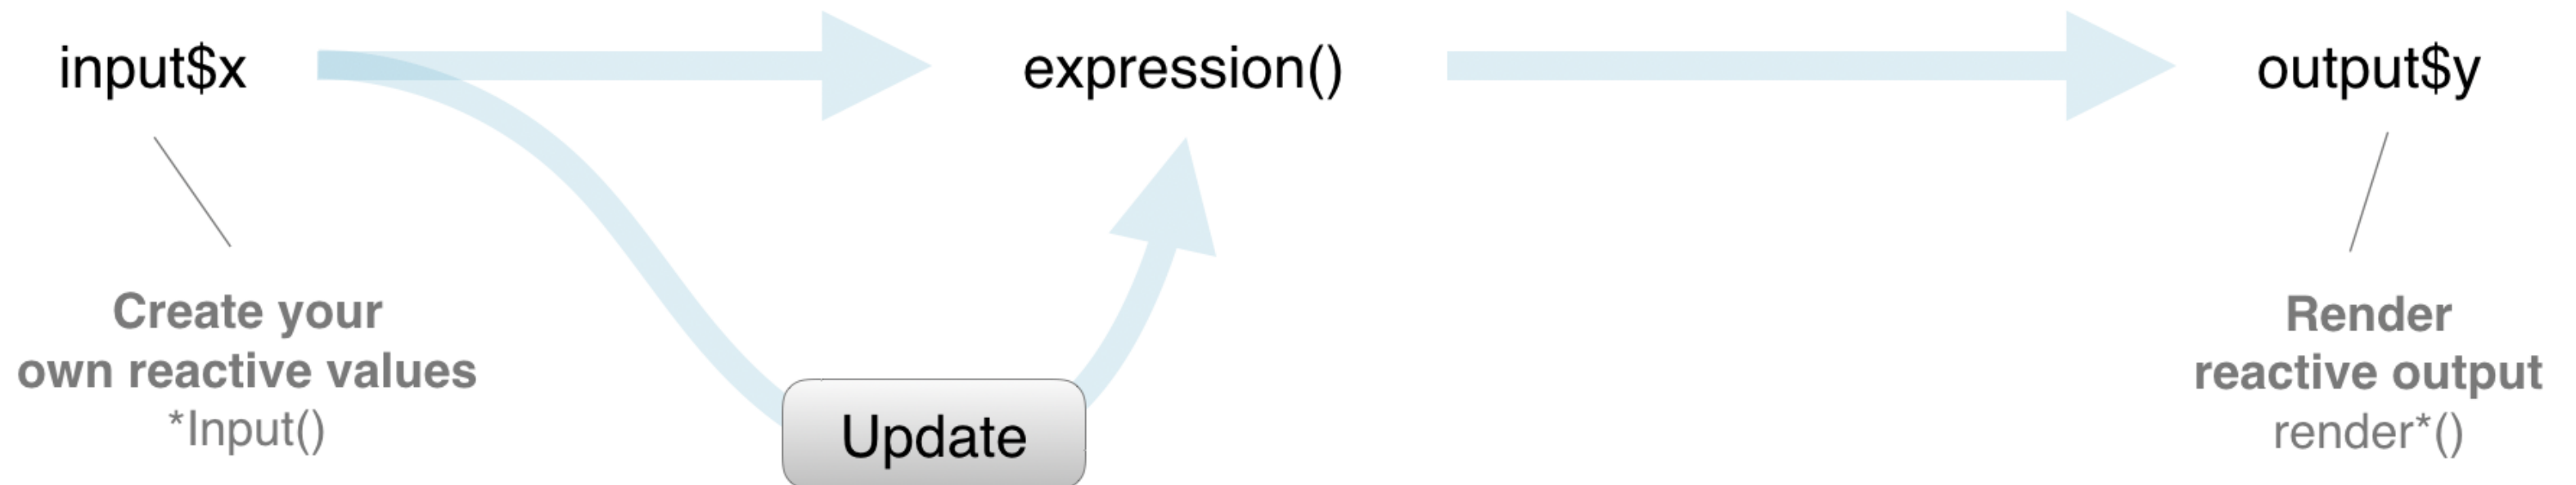 input$x
expression()
output$y
Create your
own reactive values
*Input()
Update
Render
reactive output
render*()